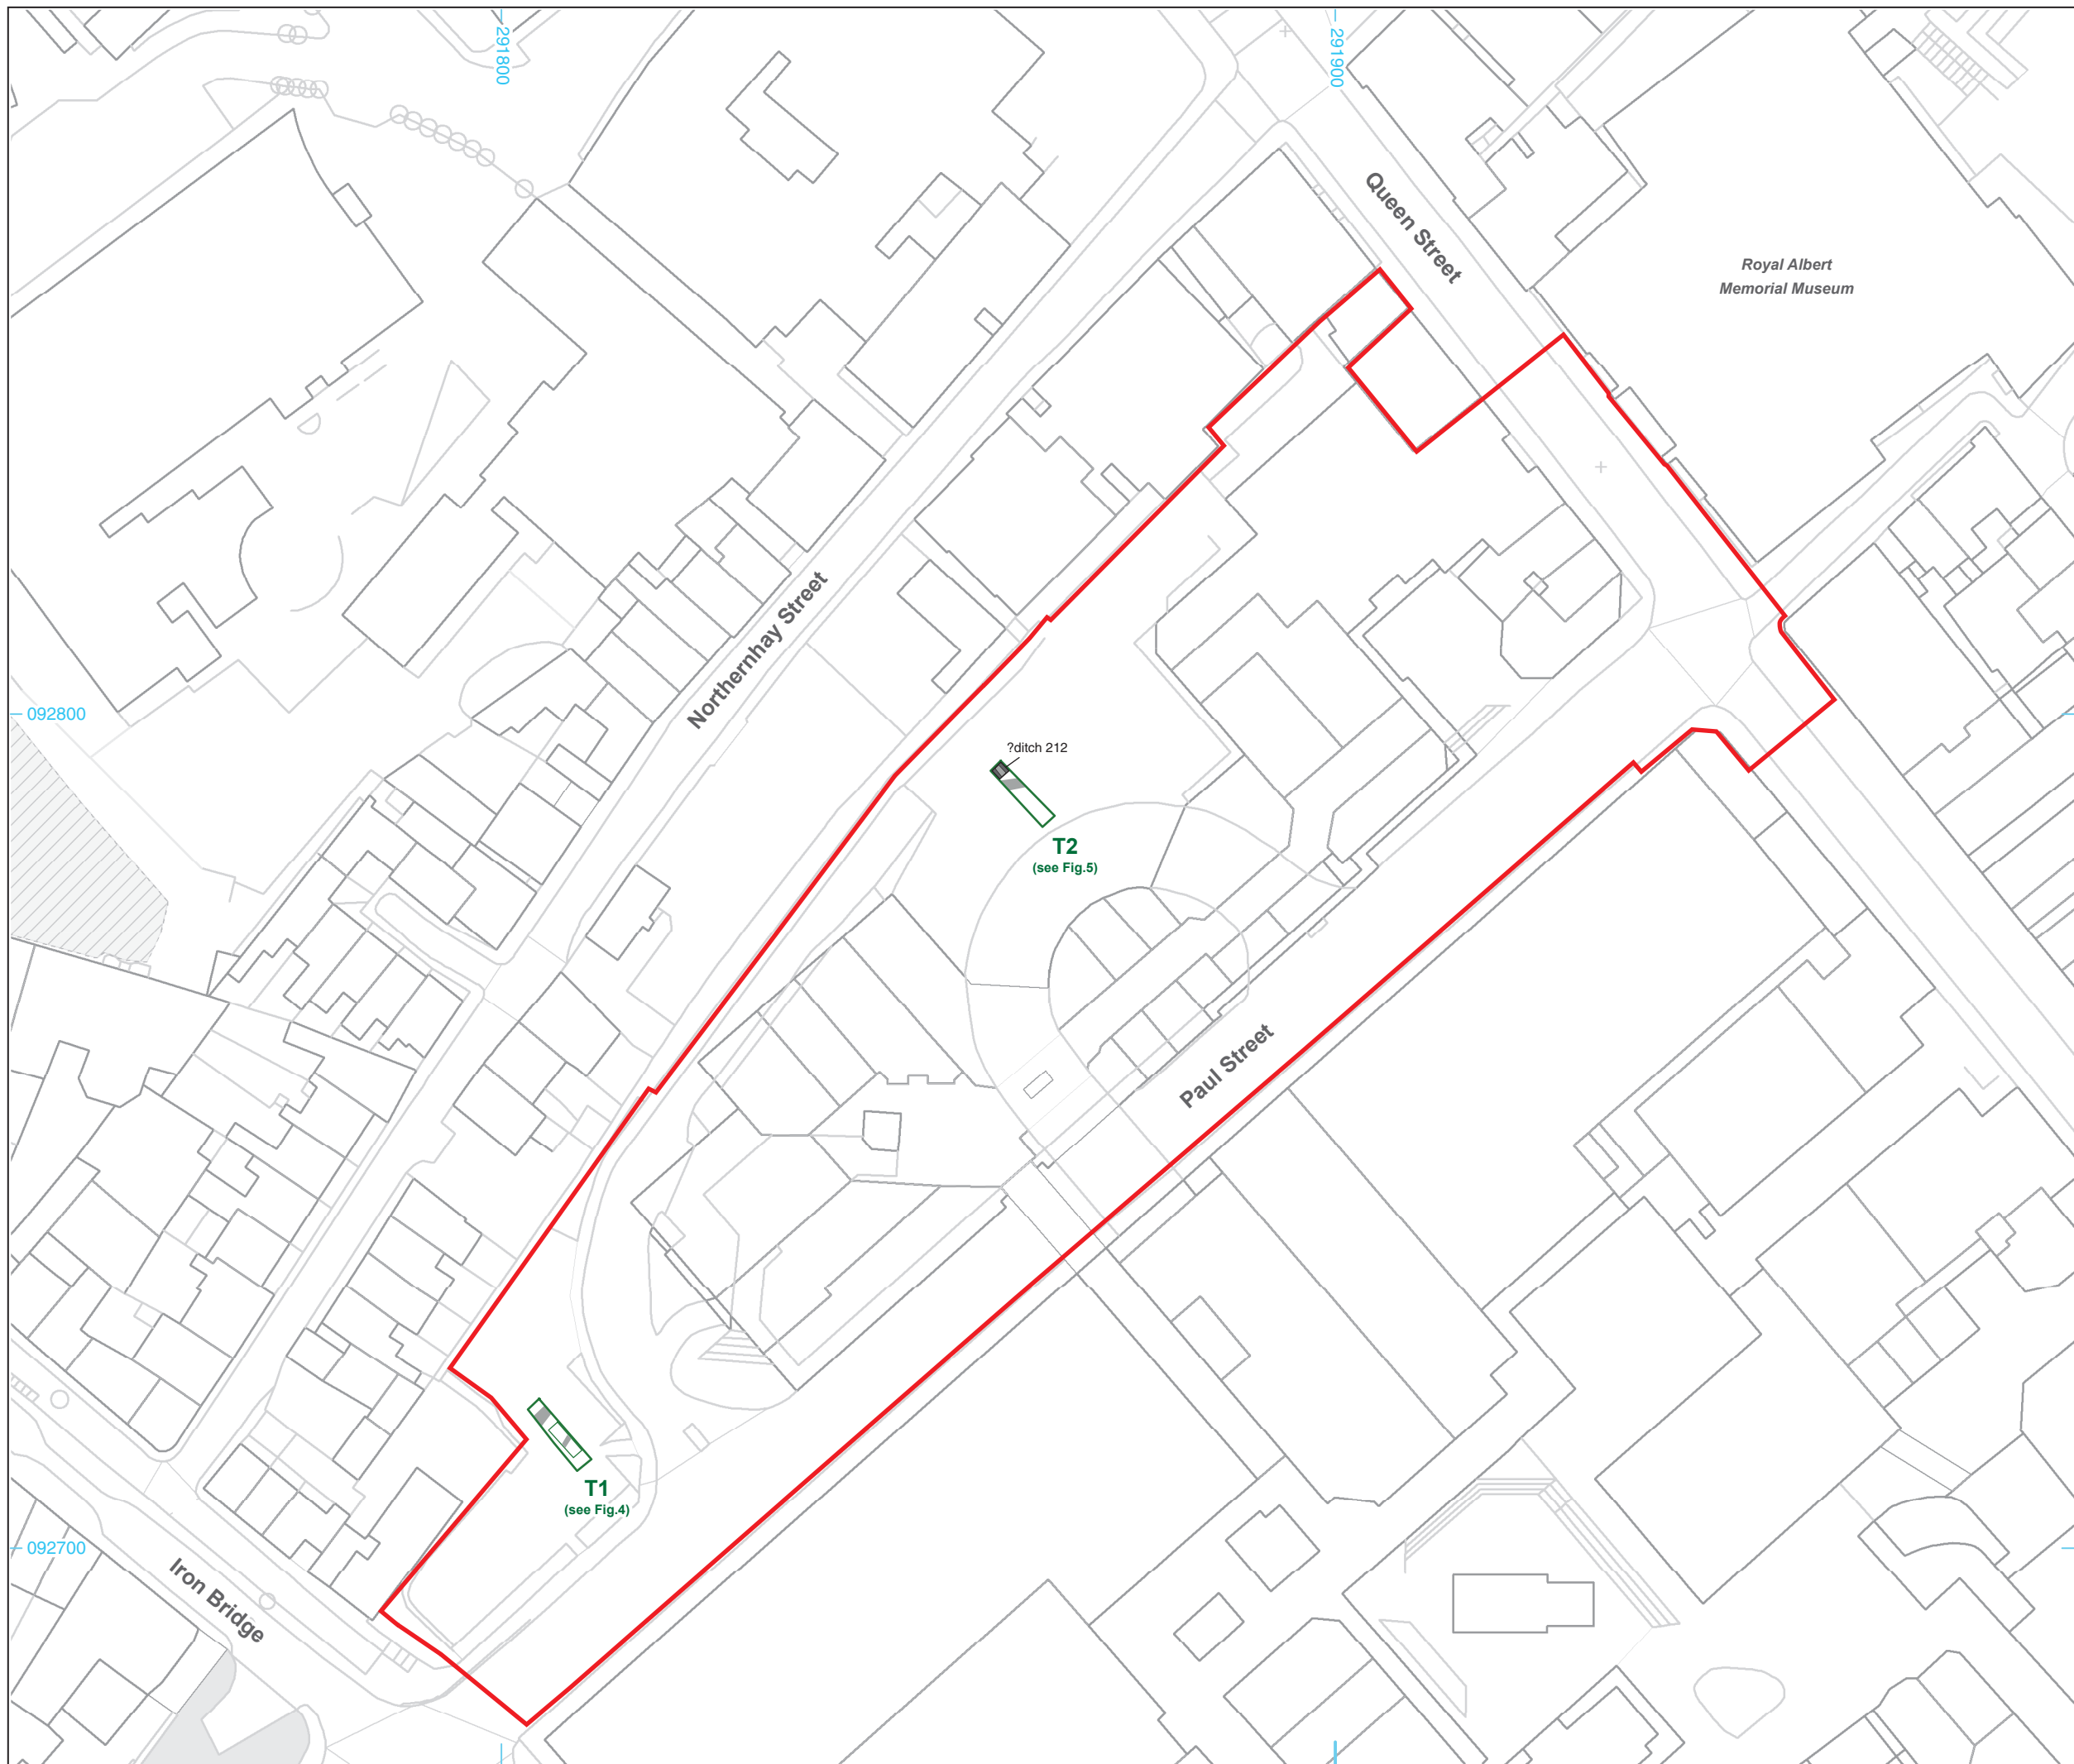 291800
291900
Queen Street
Royal Albert
Memorial Museum
Northernhay Street
092800
?ditch 212
T2
(see Fig.5)
Paul Street
T1
(see Fig.4)
092700
Iron Bridge